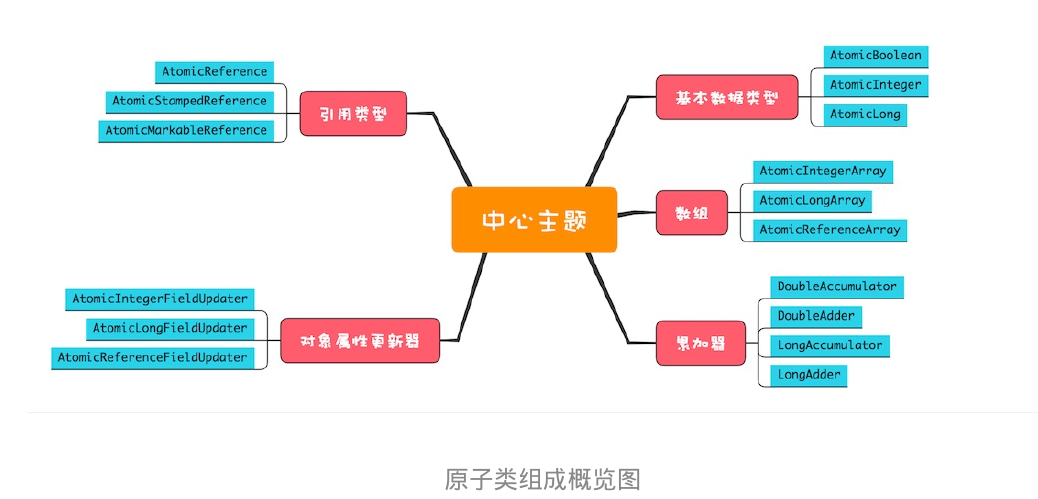 中心主题
引用类型
AtomicReference
AtomicStampedReference
AtomicMarkableReference
对象属性更新器
AtomicIntegerFieldUpdater
AtomicLongFieldUpdater
AtomicReferenceFieldUpdater
基本数据类型
AtomicBoolean
AtomicInteger
AtomicLong
数组
AtomicIntegerArray
AtomicLongArray
AtomicReferenceArray
累加器
DoubleAccumulator
DoubleAdder
LongAccumulator
LongAdder
原子类组成概览图